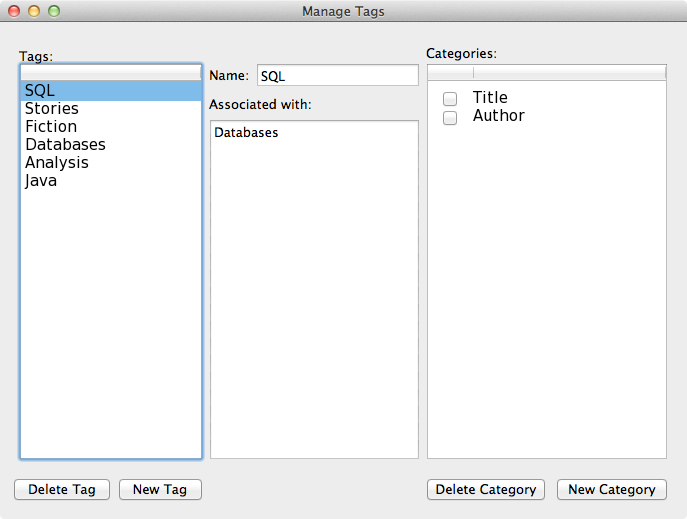 Manage Tags
Tags:
SQL
Stories
Fiction
Databases
Analysis
Java
Name: SQL
Associated with:
Databases
Categories:
Title
Author
Delete Tag
New Tag
Delete Category
New Category